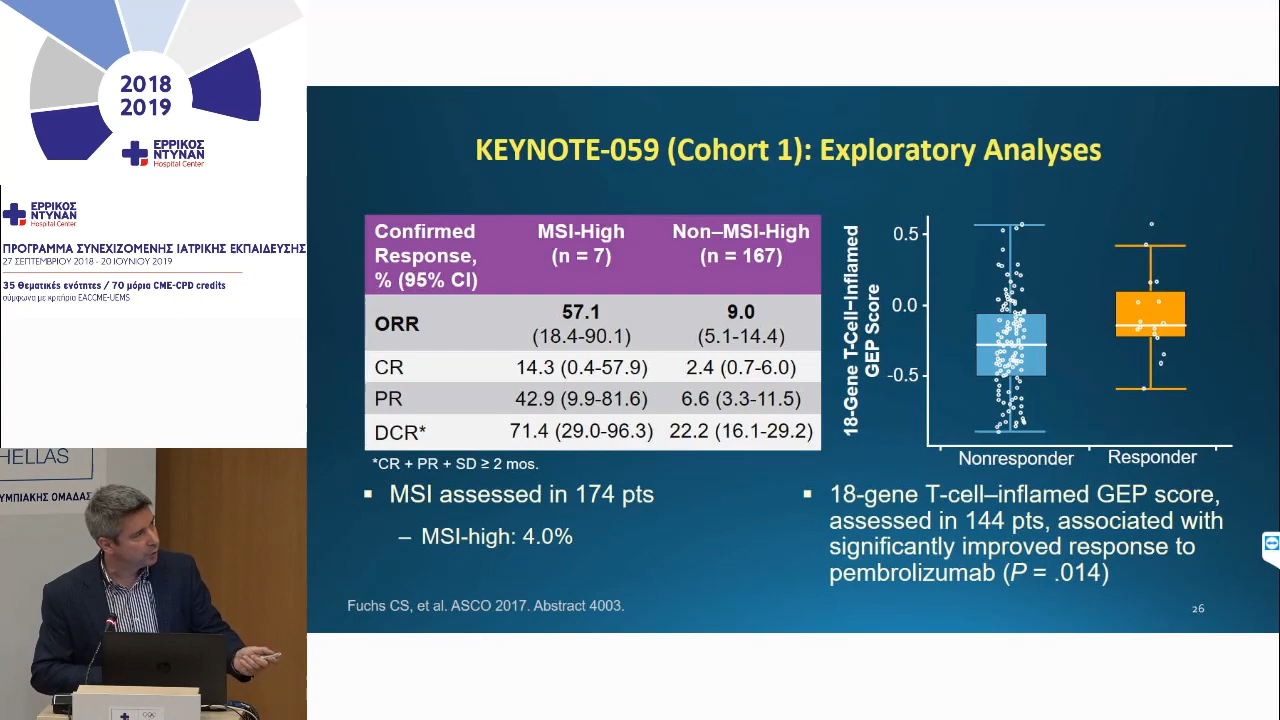 2018
2019
ΕΡΡΙΚΟΣ
ΝΤΥΝΑΝ
Hospital Center
ΕΡΡΙΚΟΣ
ΝΤΥΝΑΝ
Hospital Center
ΠΡΟΓΡΑΜΜΑ ΣΥΝΕΧΙΖΟΜΕΝΗΣ ΙΑΤΡΙΚΗΣ ΕΚΠΑΙΔΕΥΣΗΣ
27 ΣΕΠΤΕΜΒΡΙΟΥ 2018 - 20 ΙΟΥΝΙΟΥ 2019
35 θεματικές ενότητες / 70 μόρια CME-CPD credits
σύμφωνα με κριτήρια EACCME-UEMS
HELLAS
ΥΜΠΙΑΚΗΣ ΟΜΑΔΑΣ
KEYNOTE-059 (Cohort 1): Exploratory Analyses
Confirmed Response, % (95% CI) MSI-High (n = 7) Non–MSI-High (n = 167)
ORR 57.1 (18.4-90.1) 9.0 (5.1-14.4)
CR 14.3 (0.4-57.9) 2.4 (0.7-6.0)
PR 42.9 (9.9-81.6) 6.6 (3.3-11.5)
DCR* 71.4 (29.0-96.3) 22.2 (16.1-29.2)
*CR + PR + SD ≥ 2 mos.
▪ MSI assessed in 174 pts
– MSI-high: 4.0%
18-Gene T-Cell–Inflamed
GEP Score
0.5
0.0
-0.5
Nonresponder Responder
▪ 18-gene T-cell–inflamed GEP score,
assessed in 144 pts, associated with
significantly improved response to
pembrolizumab (P = .014)
Fuchs CS, et al. ASCO 2017. Abstract 4003.
26